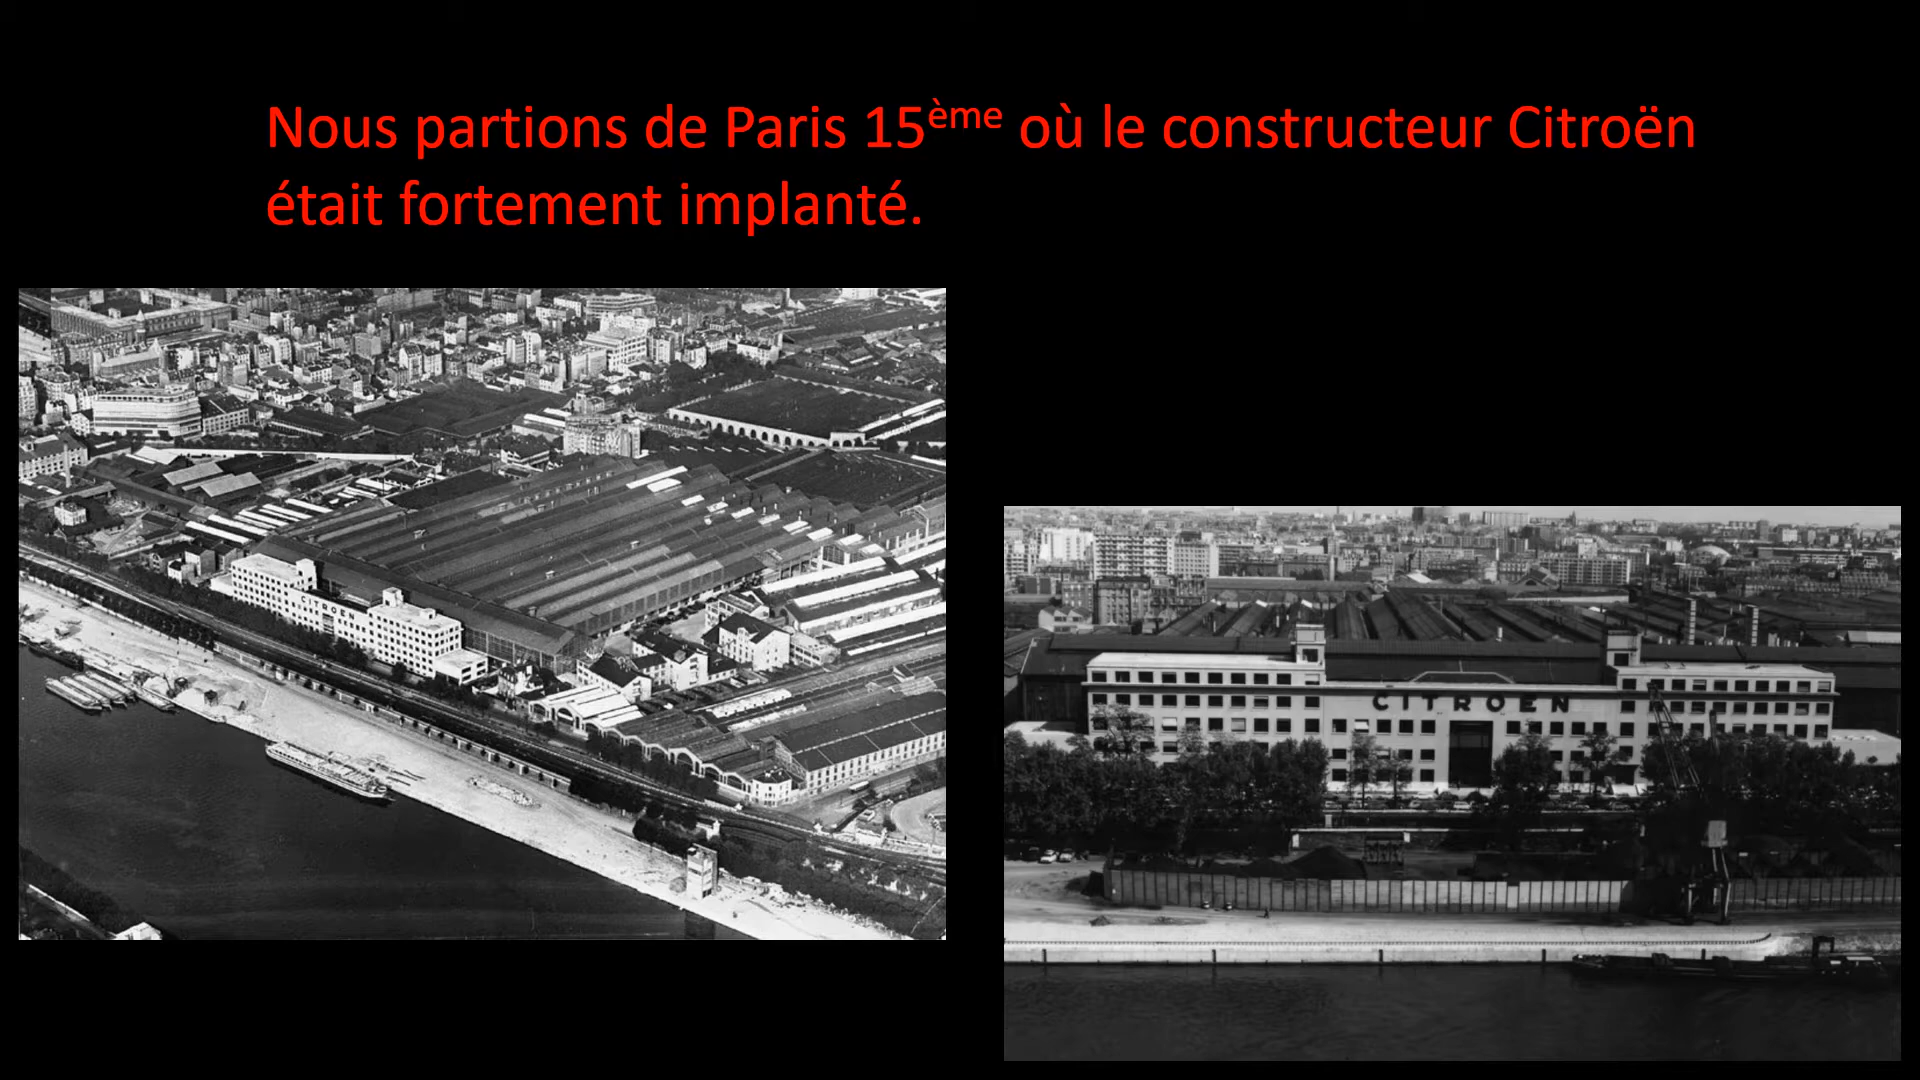 Nous partions de Paris 15ème où le constructeur Citroën
était fortement implanté.
CITROEN
CITROEN